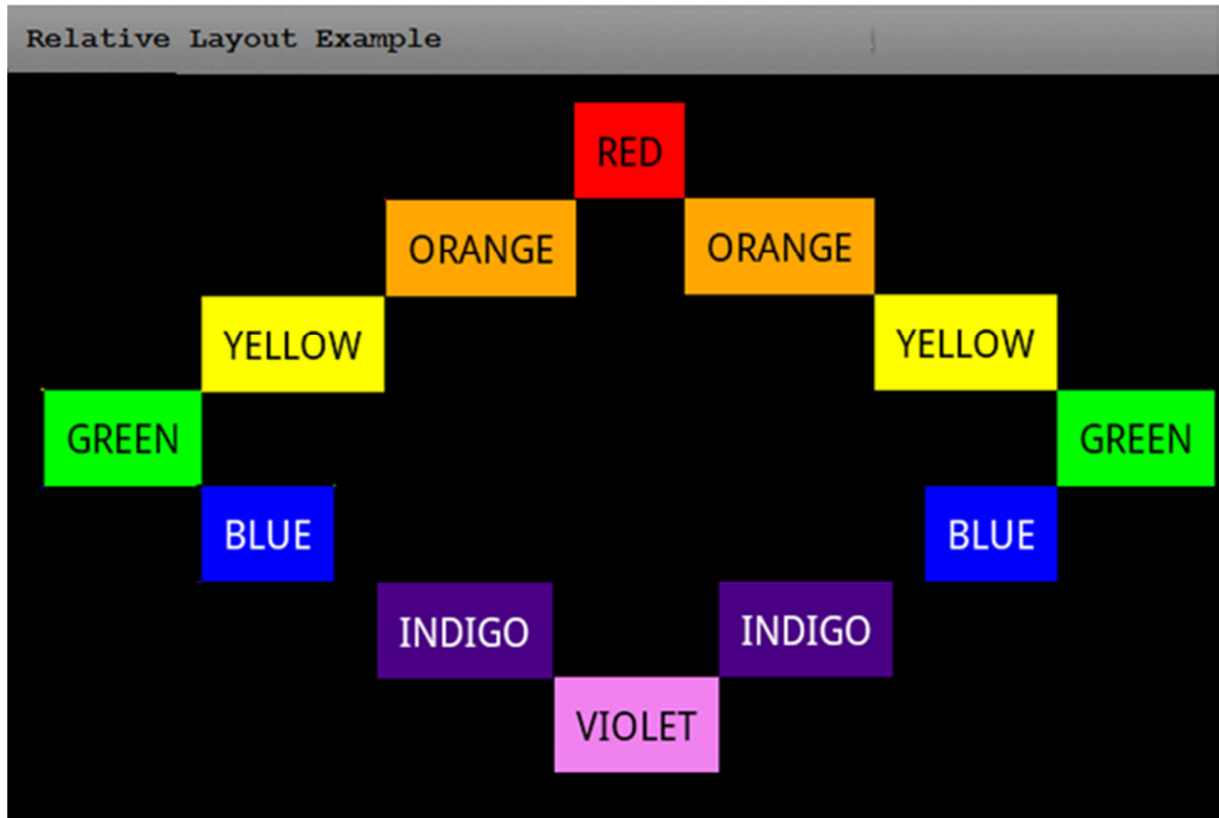 Relative Layout Example
RED
ORANGE ORANGE
YELLOW YELLOW
GREEN GREEN
BLUE BLUE
INDIGO INDIGO
VIOLET